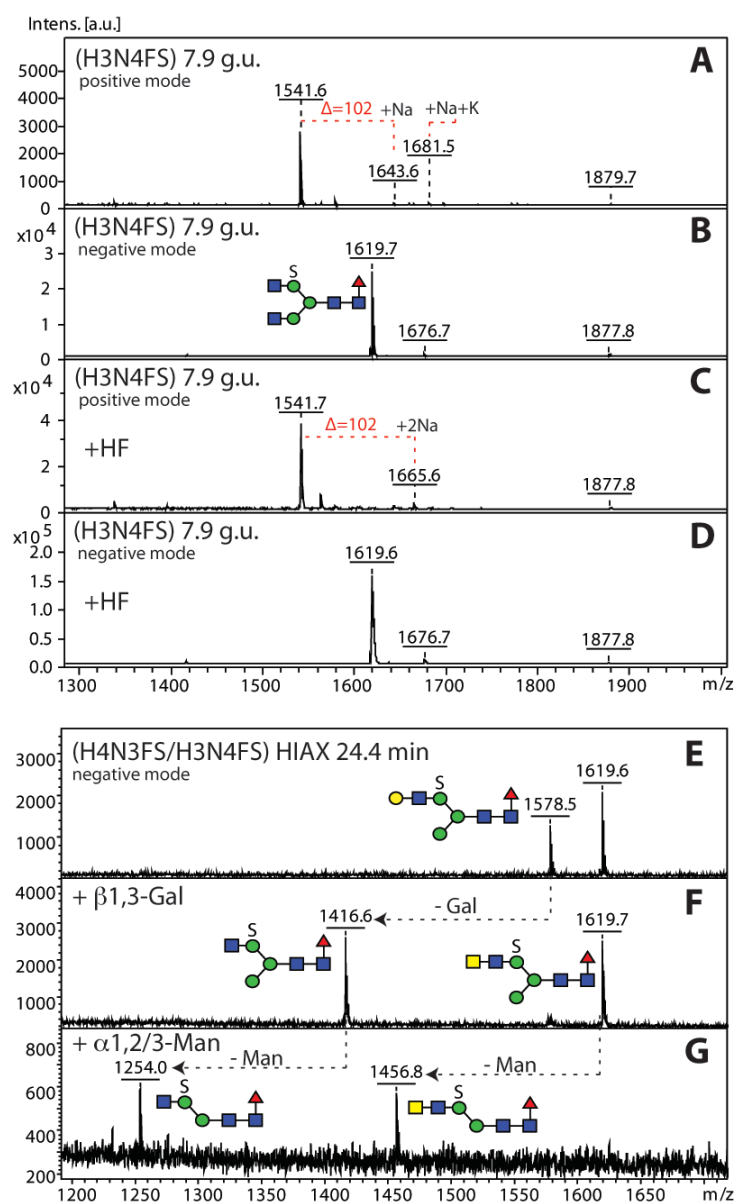 Intens. [a.u.]
(H3N4FS) 7.9 g.u.
positive mode
A
5000
4000
3000
2000
1000
0
1541.6
Δ=102
+Na
+Na+K
1643.6
1681.5
1879.7
x10^4
(H3N4FS) 7.9 g.u.
negative mode
B
3
2
1
0
S
1619.7
1676.7
1877.8
x10^4
(H3N4FS) 7.9 g.u.
positive mode
C
4
2
0
+HF
1541.7
Δ=102
+2Na
1665.6
1877.8
x10^5
(H3N4FS) 7.9 g.u.
negative mode
D
2.0
1.5
1.0
0.5
0.0
+HF
1619.6
1676.7
1877.8
1300 1400 1500 1600 1700 1800 1900 m/z
(H4N3FS/H3N4FS) HIAX 24.4 min
negative mode
E
3000
2000
1000
S
1578.5
1619.6
+ β1,3-Gal
F
4000
3000
2000
1000
1416.6
- Gal
1619.7
S
S
+ α1,2/3-Man
G
800
600
400
200
1254.0
- Man
1456.8
- Man
S
S
1200 1250 1300 1350 1400 1450 1500 1550 1600 1650 m/z